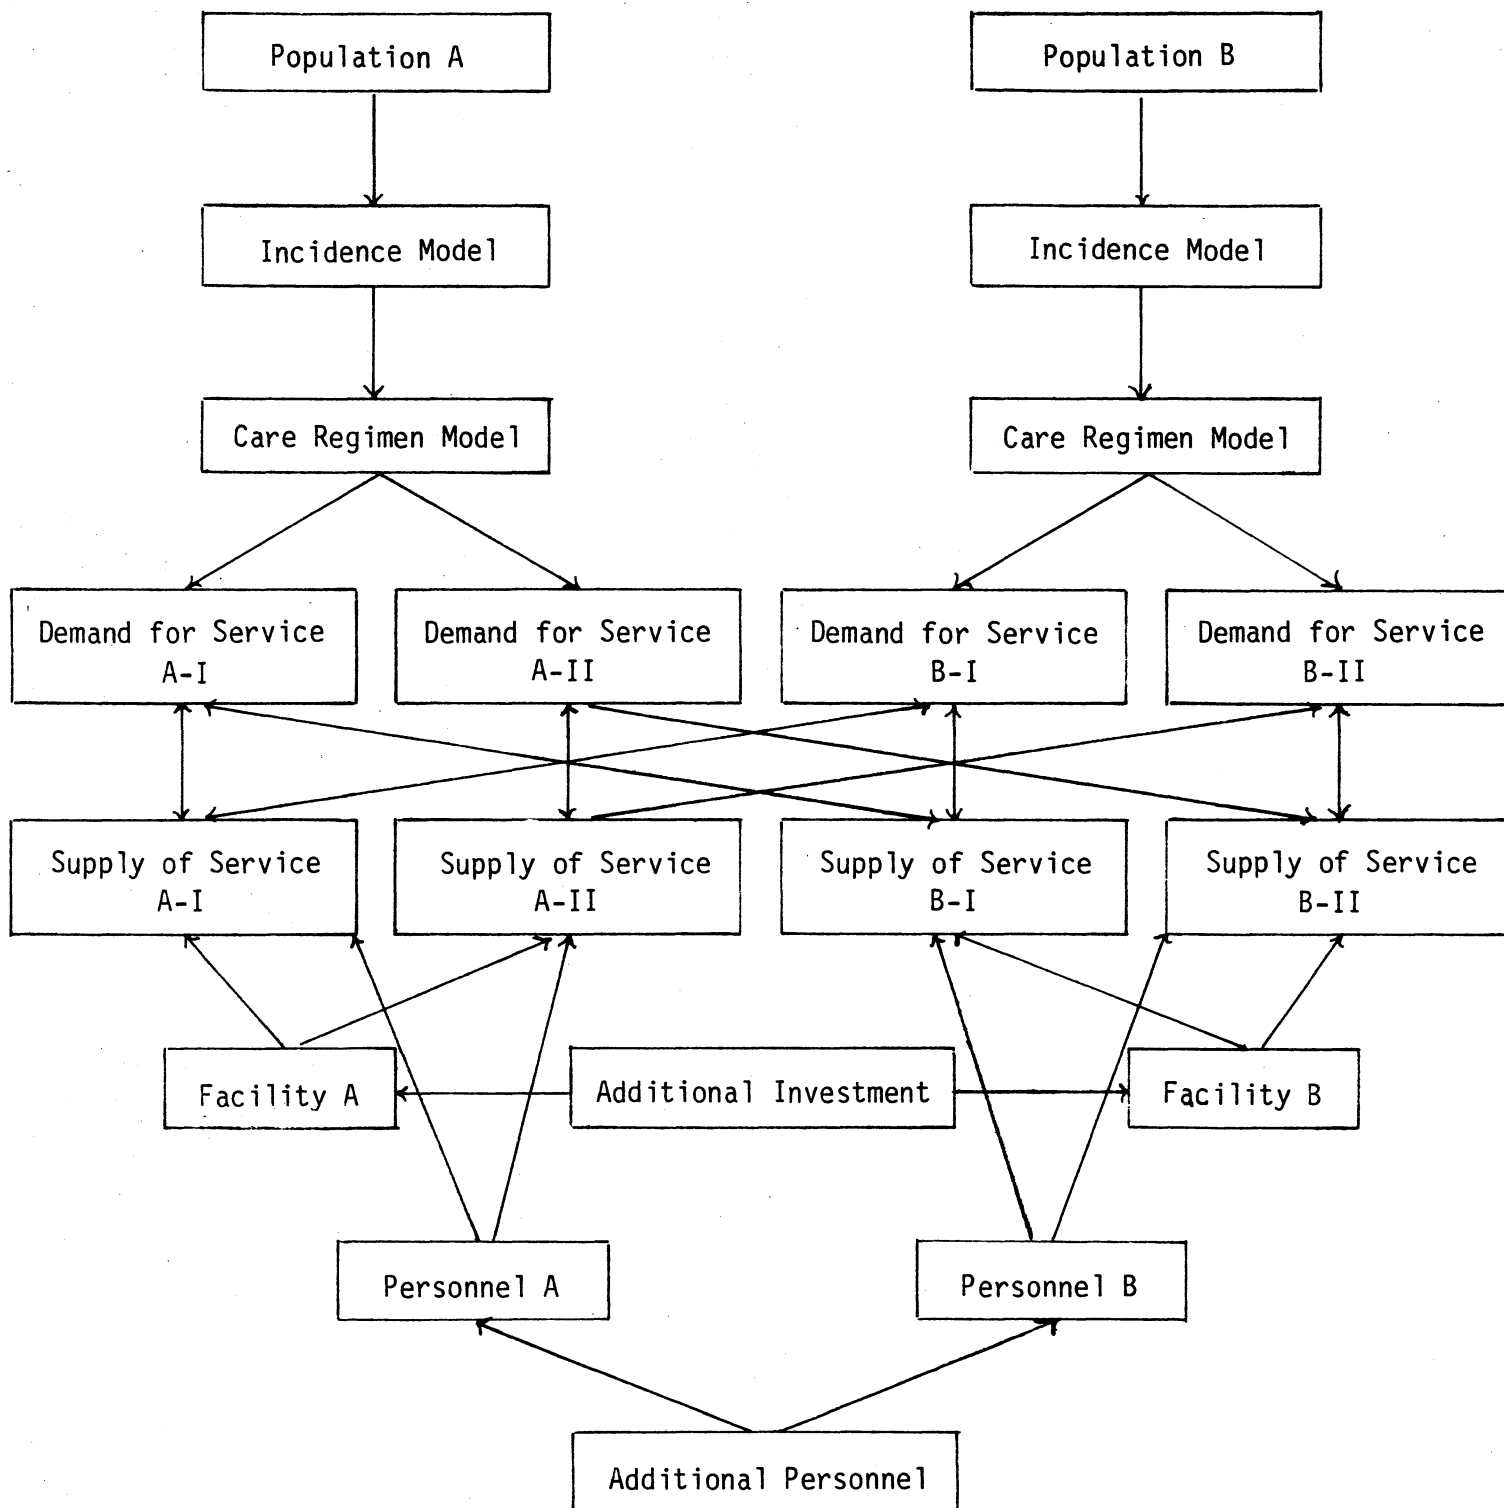 Population A
Population B
Incidence Model
Incidence Model
Care Regimen Model
Care Regimen Model
Demand for Service
A-I
Demand for Service
A-II
Demand for Service
B-I
Demand for Service
B-II
Supply of Service
A-I
Supply of Service
A-II
Supply of Service
B-I
Supply of Service
B-II
Facility A
Additional Investment
Facility B
Personnel A
Personnel B
Additional Personnel